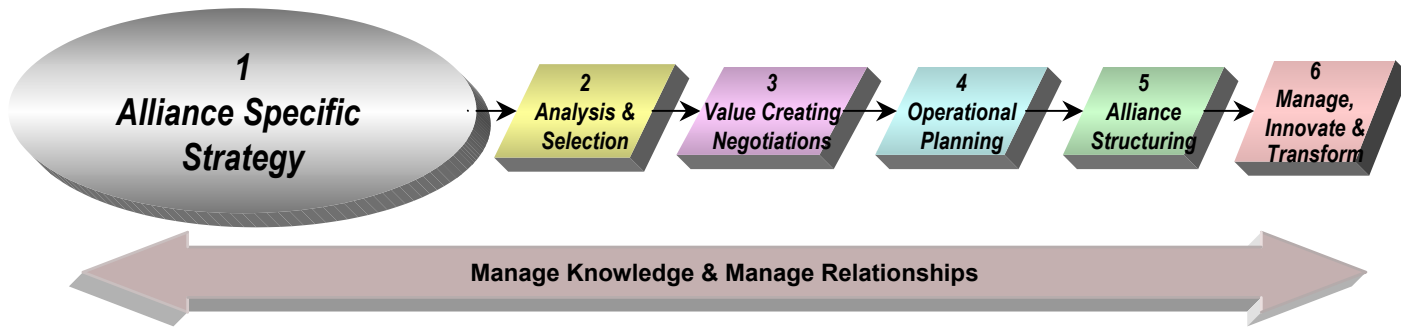 1
Alliance Specific
Strategy
2
Analysis &
Selection
3
Value Creating
Negotiations
4
Operational
Planning
5
Alliance
Structuring
6
Manage,
Innovate &
Transform
Manage Knowledge & Manage Relationships